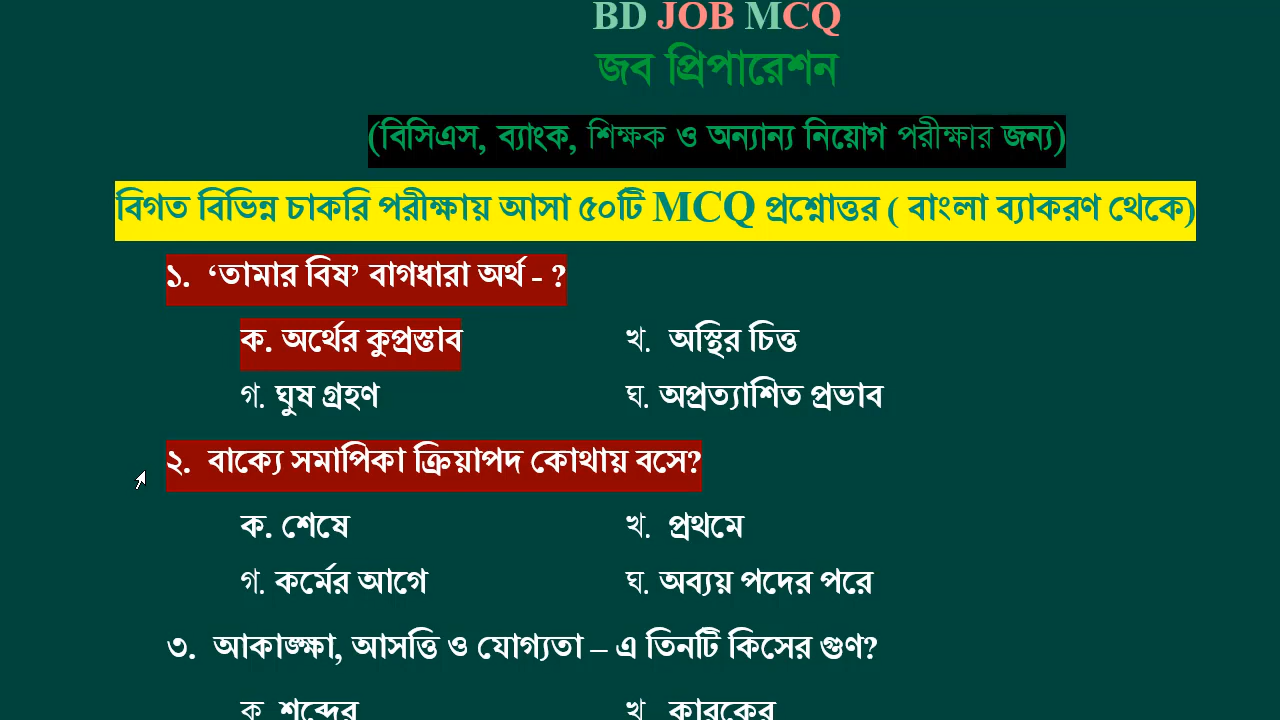 BD JOB MCQ
জব প্রিপারেশন
(বিসিএস, ব্যাংক, শিক্ষক ও অন্যান্য নিয়োগ পরীক্ষার জন্য)
বিগত বিভিন্ন চাকরি পরীক্ষায় আসা ৫০টি MCQ প্রশ্নোত্তর ( বাংলা ব্যাকরণ থেকে)
১. ‘তামার বিষ’ বাগধারা অর্থ - ?
ক. অর্থের কুপ্রস্তাব খ. অস্থির চিত্ত
গ. ঘুষ গ্রহণ ঘ. অপ্রত্যাশিত প্রভাব
২. বাক্যে সমাপিকা ক্রিয়াপদ কোথায় বসে?
ক. শেষে খ. প্রথমে
গ. কর্মের আগে ঘ. অব্যয় পদের পরে
৩. আকাঙ্ক্ষা, আসত্তি ও যোগ্যতা – এ তিনটি কিসের গুণ?
ক. শব্দের খ. কারকের